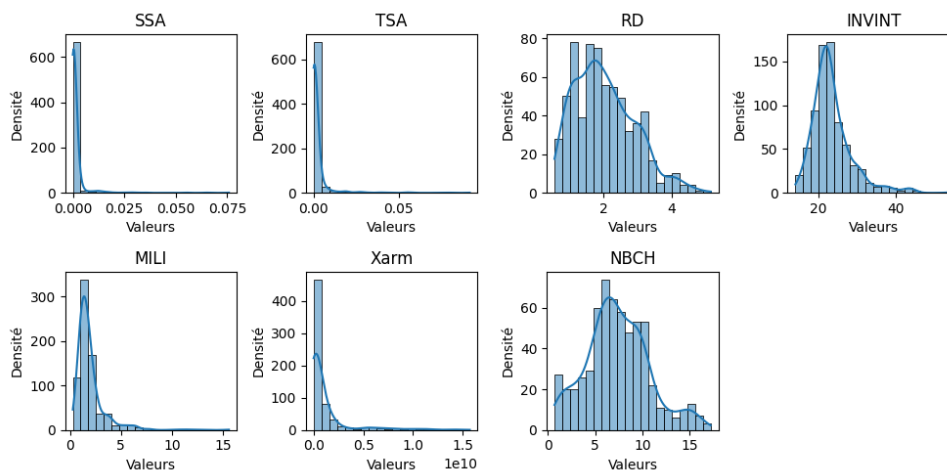 SSA
TSA
RD
INVINT
Densité
600
400
200
0
0.000 0.025 0.050 0.075
Valeurs
Densité
600
400
200
0
0.00 0.05
Valeurs
Densité
80
60
40
20
0
2 4
Valeurs
Densité
150
100
50
0
20 40
Valeurs
MILI
Xarm
NBCH
Densité
300
200
100
0
0 5 10 15
Valeurs
Densité
400
300
200
100
0
0.0 0.5 1.0 1.5
Valeurs
1e10
Densité
60
40
20
0
5 10 15
Valeurs